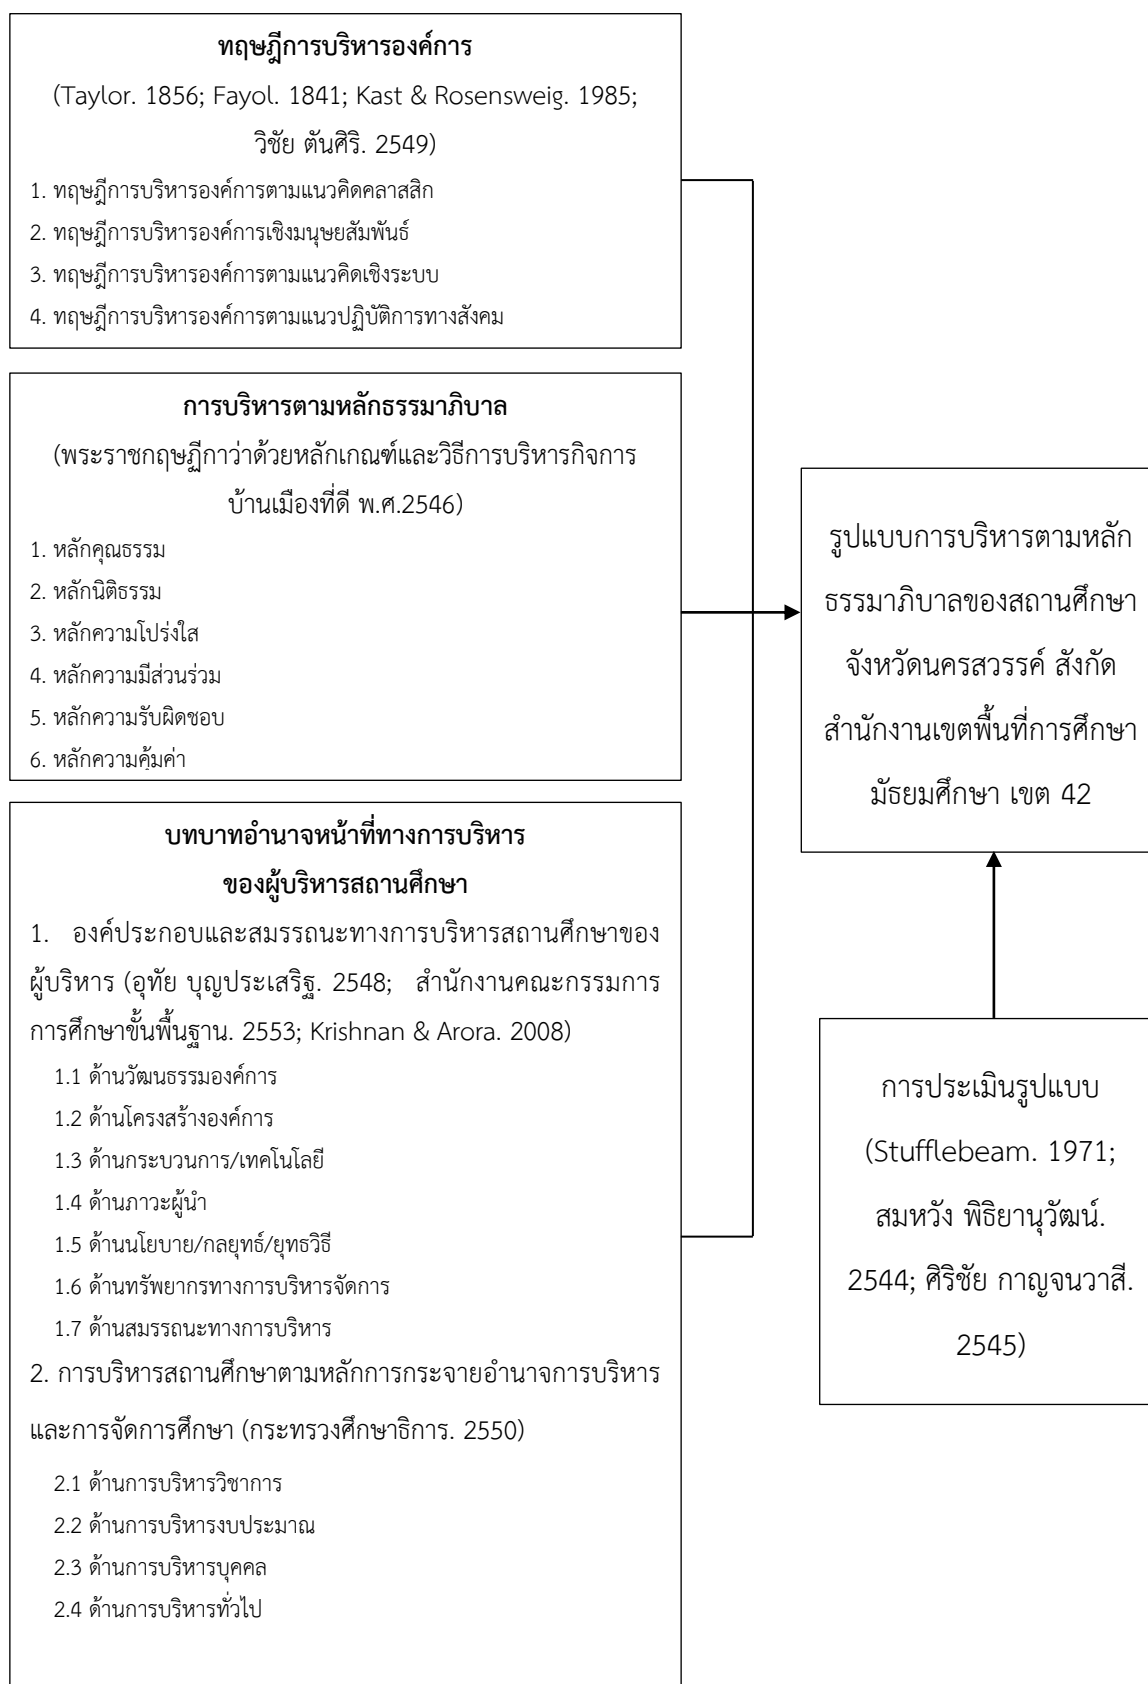 ทฤษฎีการบริหารองค์การ
(Taylor. 1856; Fayol. 1841; Kast & Rosensweig. 1985;
วิชัย ตันศิริ. 2549)
1. ทฤษฎีการบริหารองค์การตามแนวคิดคลาสสิก
2. ทฤษฎีการบริหารองค์การเชิงมนุษยสัมพันธ์
3. ทฤษฎีการบริหารองค์การตามแนวคิดเชิงระบบ
4. ทฤษฎีการบริหารองค์การตามแนวปฏิบัติการทางสังคม
การบริหารตามหลักธรรมาภิบาล
(พระราชกฤษฏีกาว่าด้วยหลักเกณฑ์และวิธีการบริหารกิจการ
บ้านเมืองที่ดี พ.ศ.2546)
1. หลักคุณธรรม
2. หลักนิติธรรม
3. หลักความโปร่งใส
4. หลักความมีส่วนร่วม
5. หลักความรับผิดชอบ
6. หลักความคุ้มค่า
บทบาทอำนาจหน้าที่ทางการบริหาร
ของผู้บริหารสถานศึกษา
1. องค์ประกอบและสมรรถนะทางการบริหารสถานศึกษาของ
ผู้บริหาร (อุทัย บุญประเสริฐ. 2548; สำนักงานคณะกรรมการ
การศึกษาขั้นพื้นฐาน. 2553; Krishnan & Arora. 2008)
1.1 ด้านวัฒนธรรมองค์การ
1.2 ด้านโครงสร้างองค์การ
1.3 ด้านกระบวนการ/เทคโนโลยี
1.4 ด้านภาวะผู้นำ
1.5 ด้านนโยบาย/กลยุทธ์/ยุทธวิธี
1.6 ด้านทรัพยากรทางการบริหารจัดการ
1.7 ด้านสมรรถนะทางการบริหาร
2. การบริหารสถานศึกษาตามหลักการกระจายอำนาจการบริหาร
และการจัดการศึกษา (กระทรวงศึกษาธิการ. 2550)
2.1 ด้านการบริหารวิชาการ
2.2 ด้านการบริหารงบประมาณ
2.3 ด้านการบริหารบุคคล
2.4 ด้านการบริหารทั่วไป
รูปแบบการบริหารตามหลัก
ธรรมาภิบาลของสถานศึกษา
จังหวัดนครสวรรค์ สังกัด
สำนักงานเขตพื้นที่การศึกษา
มัธยมศึกษา เขต 42
การประเมินรูปแบบ
(Stufflebeam. 1971;
สมหวัง พิธิยานุวัฒน์.
2544; ศิริชัย กาญจนวาสี.
2545)